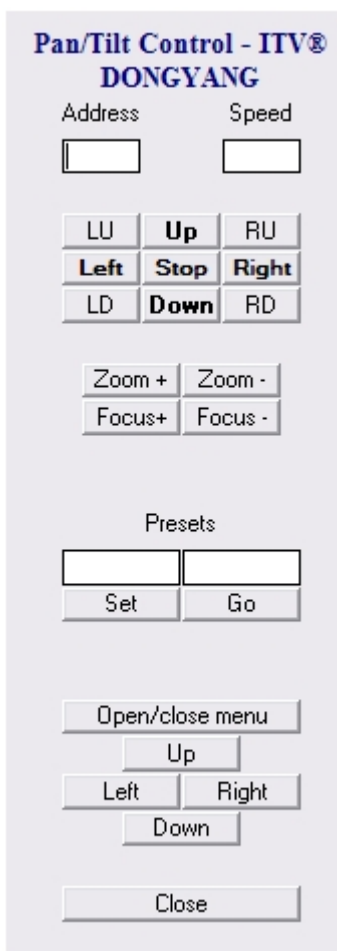 Pan/Tilt Control - ITV®
DONGYANG
Address Speed
LU Up RU
Left Stop Right
LD Down RD
Zoom + Zoom -
Focus+ Focus -
Presets
Set Go
Open/close menu
Up
Left Right
Down
Close